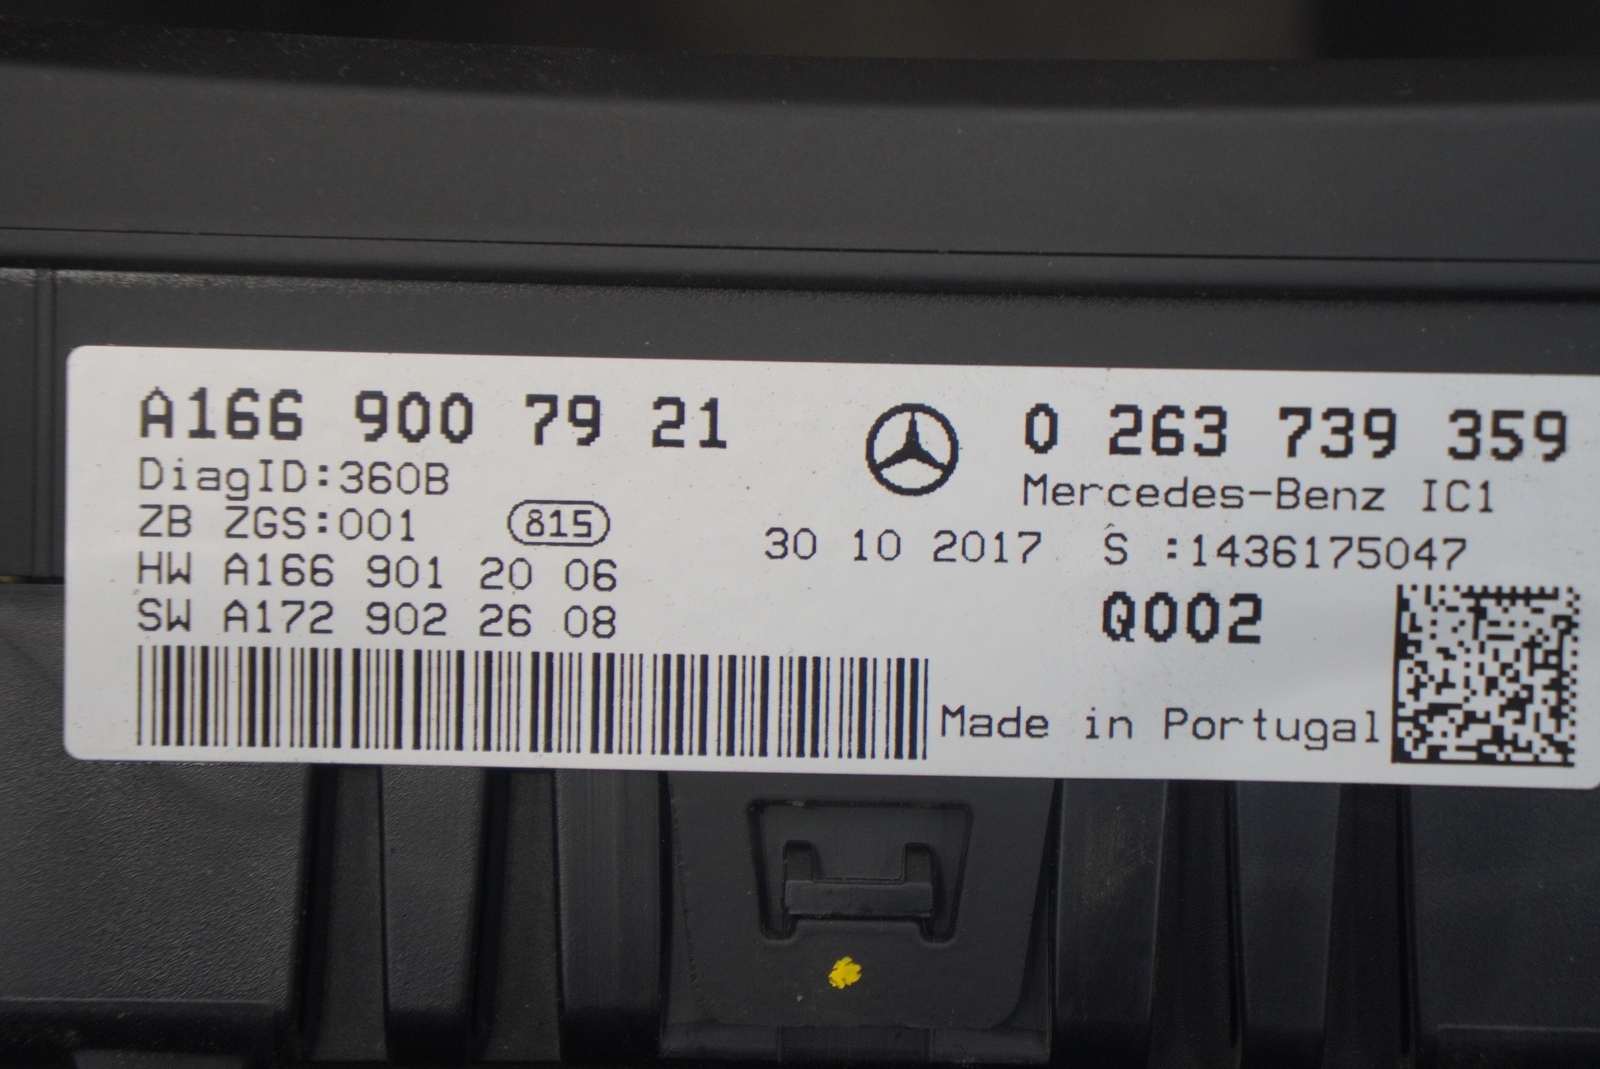 A166 900 79 21
0 263 739 359
DiagID:360B
Mercedes-Benz IC1
ZB ZGS:001
815
30 10 2017
S :1436175047
HW A166 901 20 06
SW A172 902 26 08
Q002
Made in Portugal